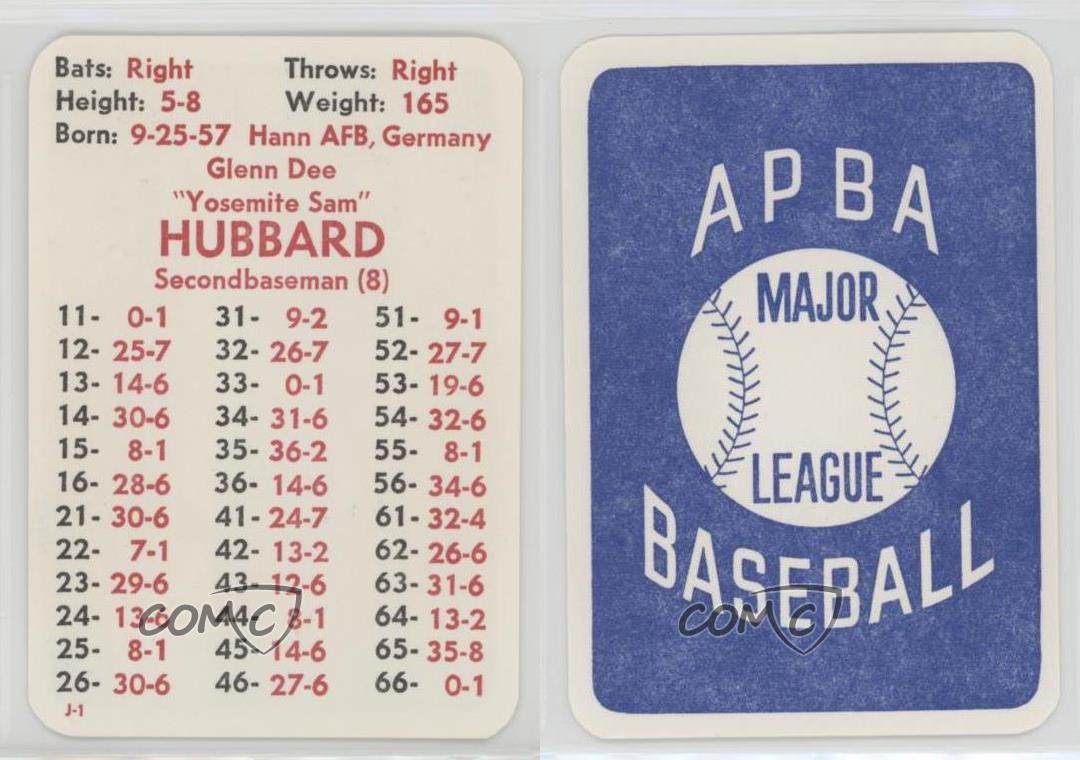 Bats: Right Throws: Right
Height: 5-8 Weight: 165
Born: 9-25-57 Hann AFB, Germany
Glenn Dee
"Yosemite Sam"
HUBBARD
Secondbaseman (8)
11- 0-1 31- 9-2 51- 9-1
12- 25-7 32- 26-7 52- 27-7
13- 14-6 33- 0-1 53- 19-6
14- 30-6 34- 31-6 54- 32-6
15- 8-1 35- 36-2 55- 8-1
16- 28-6 36- 14-6 56- 34-6
21- 30-6 41- 24-7 61- 32-4
22- 7-1 42- 13-2 62- 26-6
23- 29-6 43- 12-6 63- 31-6
24- 13-6 44- 8-1 64- 13-2
25- 8-1 45- 14-6 65- 35-8
26- 30-6 46- 27-6 66- 0-1
J-1
COMC
APBA
MAJOR
LEAGUE
BASEBALL
COMC